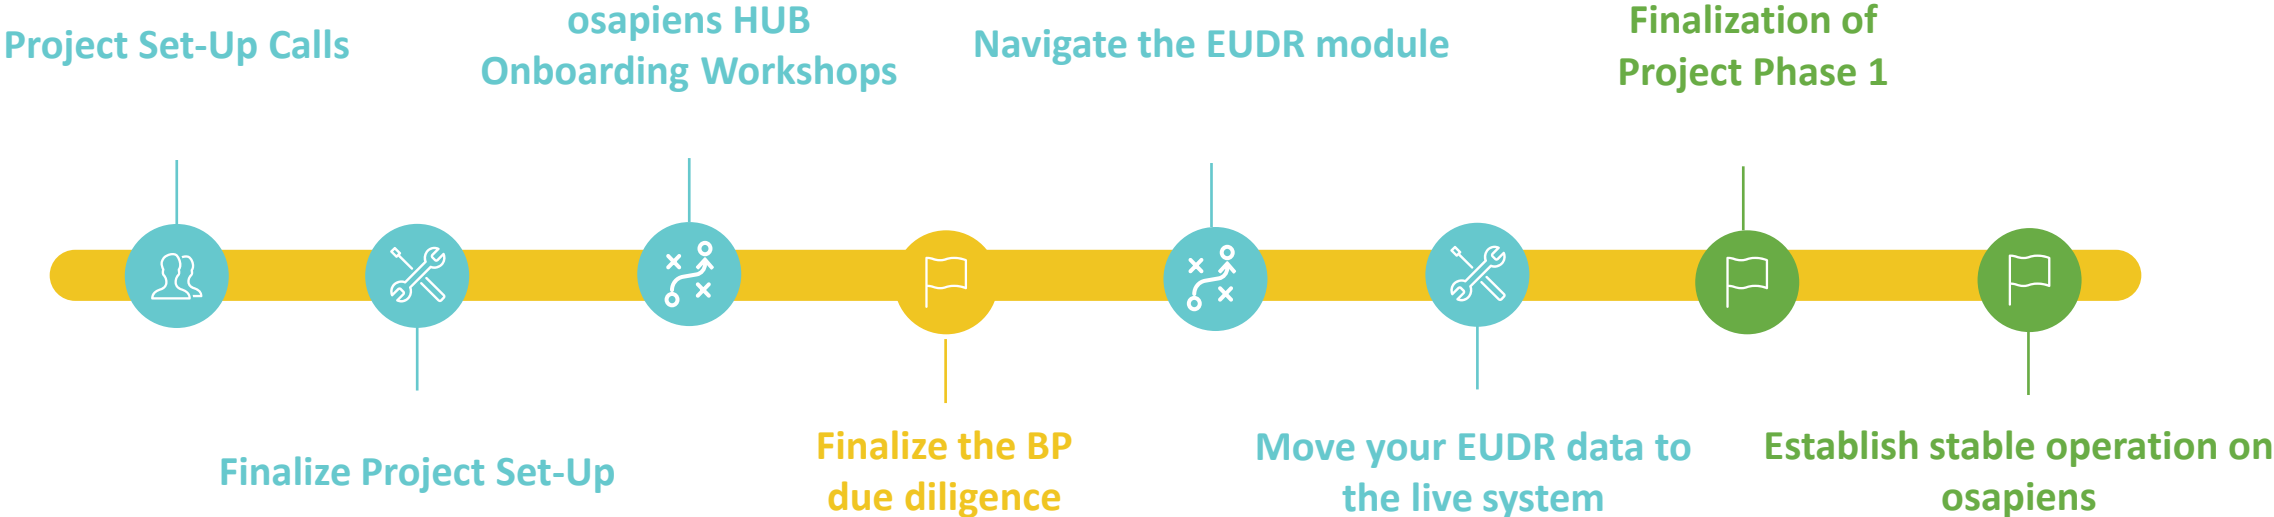 Project Set-Up Calls
osapiens HUB
Onboarding Workshops
Navigate the EUDR module
Finalization of
Project Phase 1
Finalize Project Set-Up
Finalize the BP
due diligence
Move your EUDR data to
the live system
Establish stable operation on
osapiens